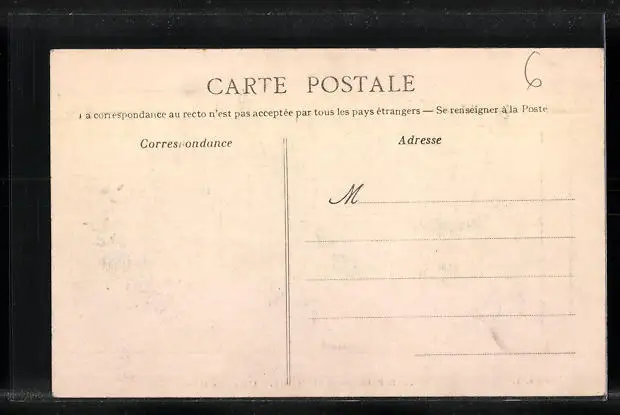 CARTE POSTALE
6
a correspondance au recto n'est pas acceptée par tous les pays étrangers — Se renseigner à la Poste
Correspondance
Adresse
M